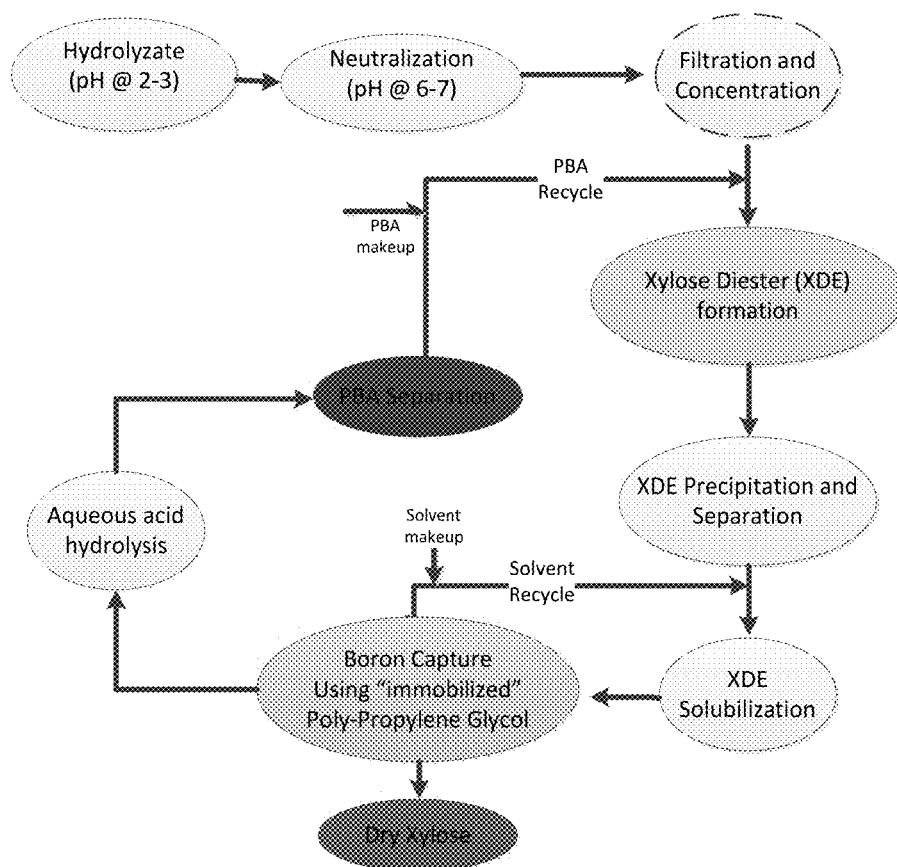 Hydrolyzate
(pH @ 2-3)
Neutralization
(pH @ 6-7)
Filtration and
Concentration
PBA
Recycle
PBA
makeup
Xylose Diester (XDE)
formation
PBA Separation
XDE Precipitation and
Separation
Aqueous acid
hydrolysis
Solvent
makeup
Solvent
Recycle
Boron Capture
Using “immobilized”
Poly-Propylene Glycol
XDE
Solubilization
Dry Xylose